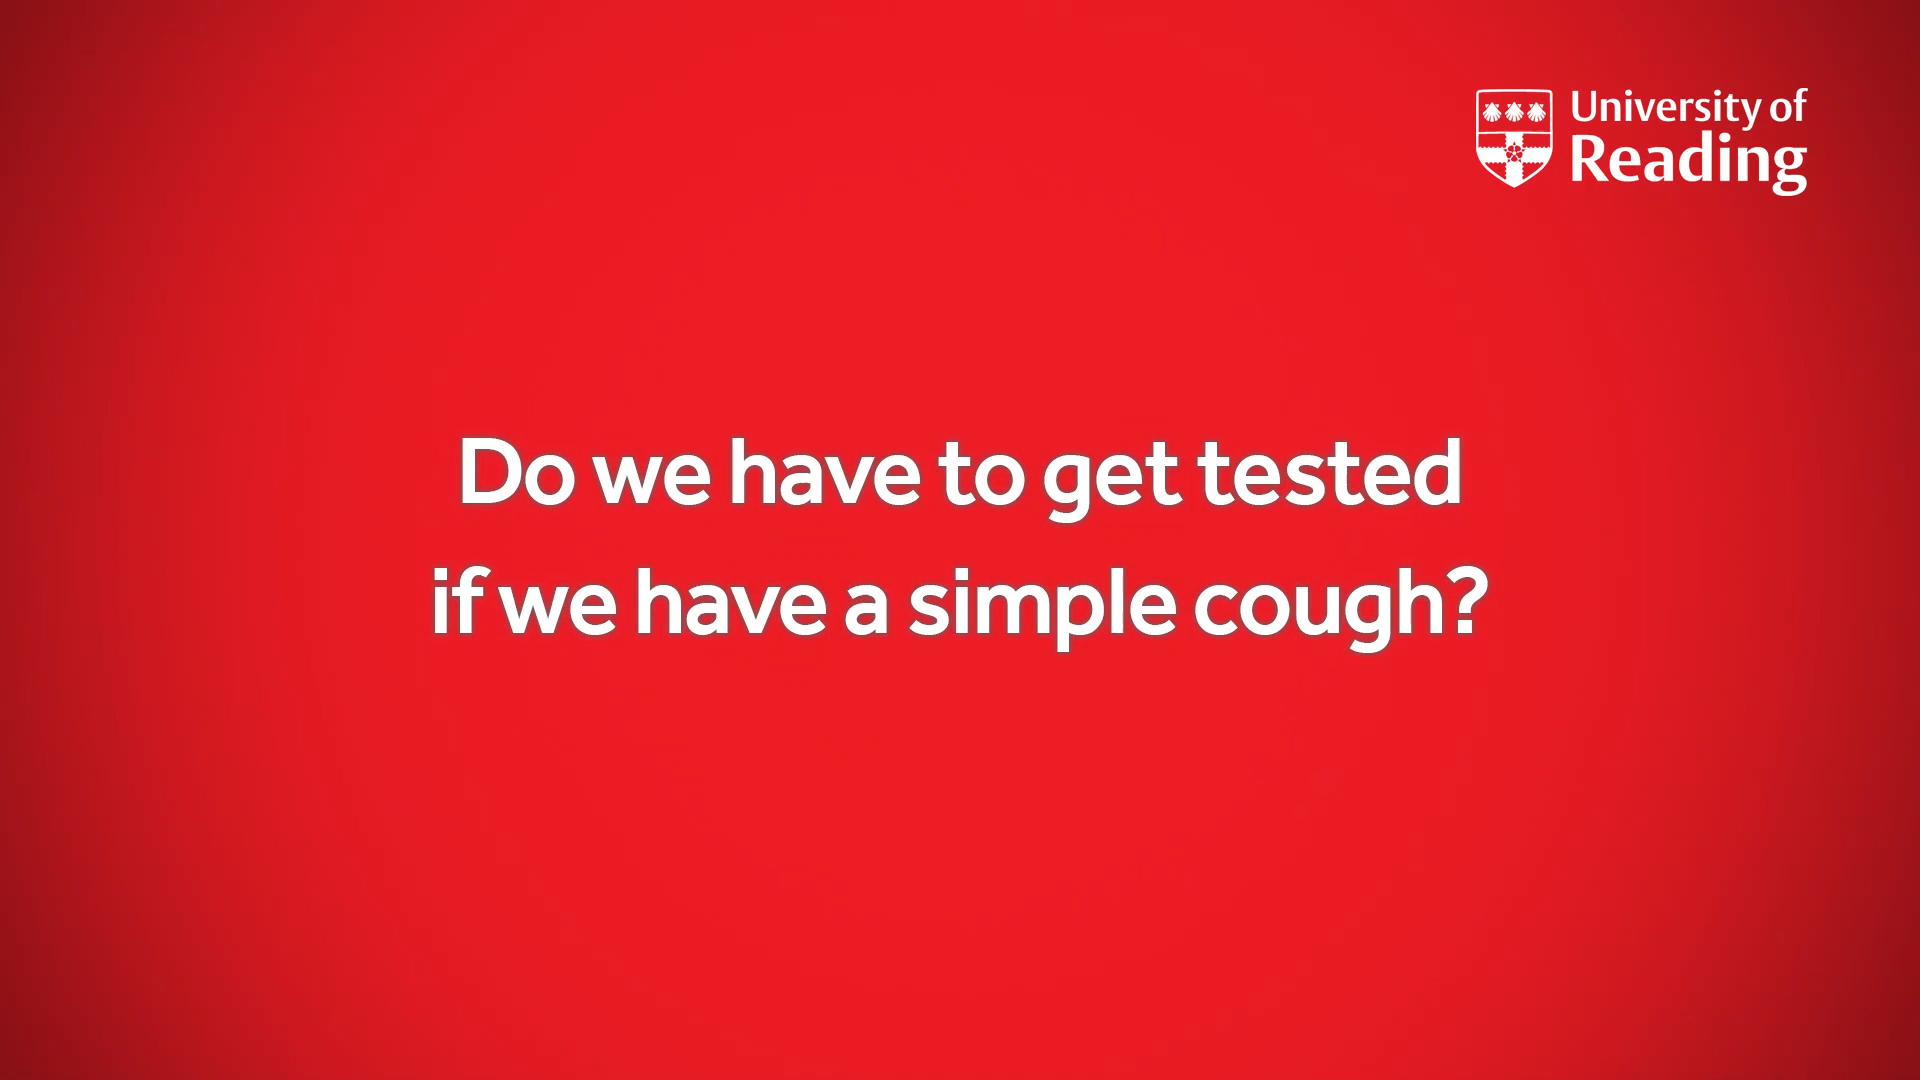 University of
Reading
Do we have to get tested
if we have a simple cough?